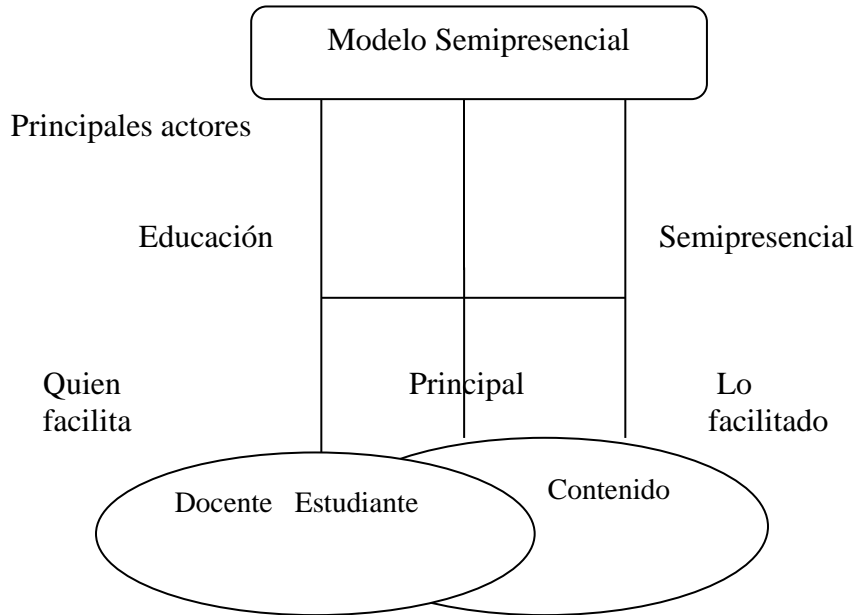 Modelo Semipresencial
Principales actores
Educación
Semipresencial
Quien
facilita
Principal
Lo
facilitado
Docente Estudiante
Contenido